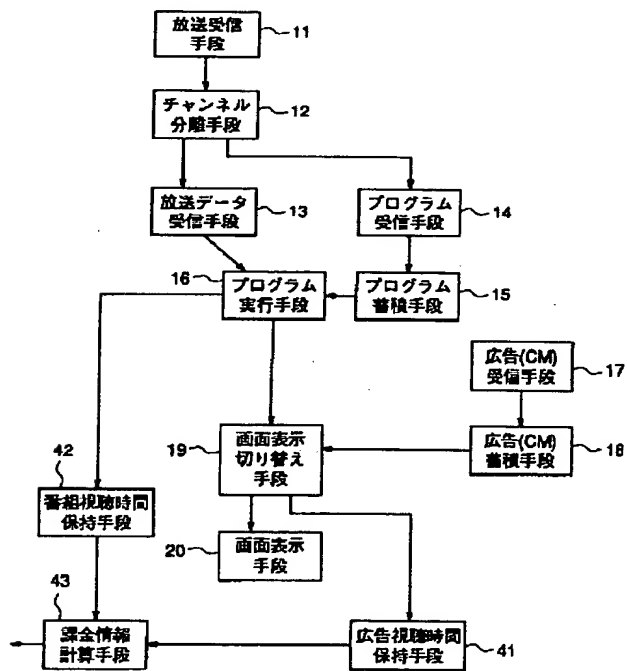 放送受信
手段
11
チャンネル
分離手段
12
放送データ
受信手段
13
プログラム
受信手段
14
16
プログラム
実行手段
プログラム
蓄積手段
15
広告(CM)
受信手段
17
19
画面表示
切り替え
手段
広告(CM)
蓄積手段
18
42
番組視聴時間
保持手段
20
画面表示
手段
43
課金情報
計算手段
広告視聴時間
保持手段
41